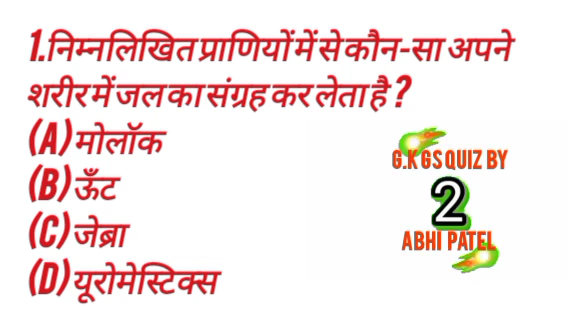 1.निम्नलिखित प्राणियों में से कौन-सा अपने
शरीर में जल का संग्रह कर लेता है ?
(A) मोलॉक
(B) ऊँट
(C) जेब्रा
(D) यूरोमेस्टिक्स
G.K GS QUIZ BY
2
ABHI PATEL